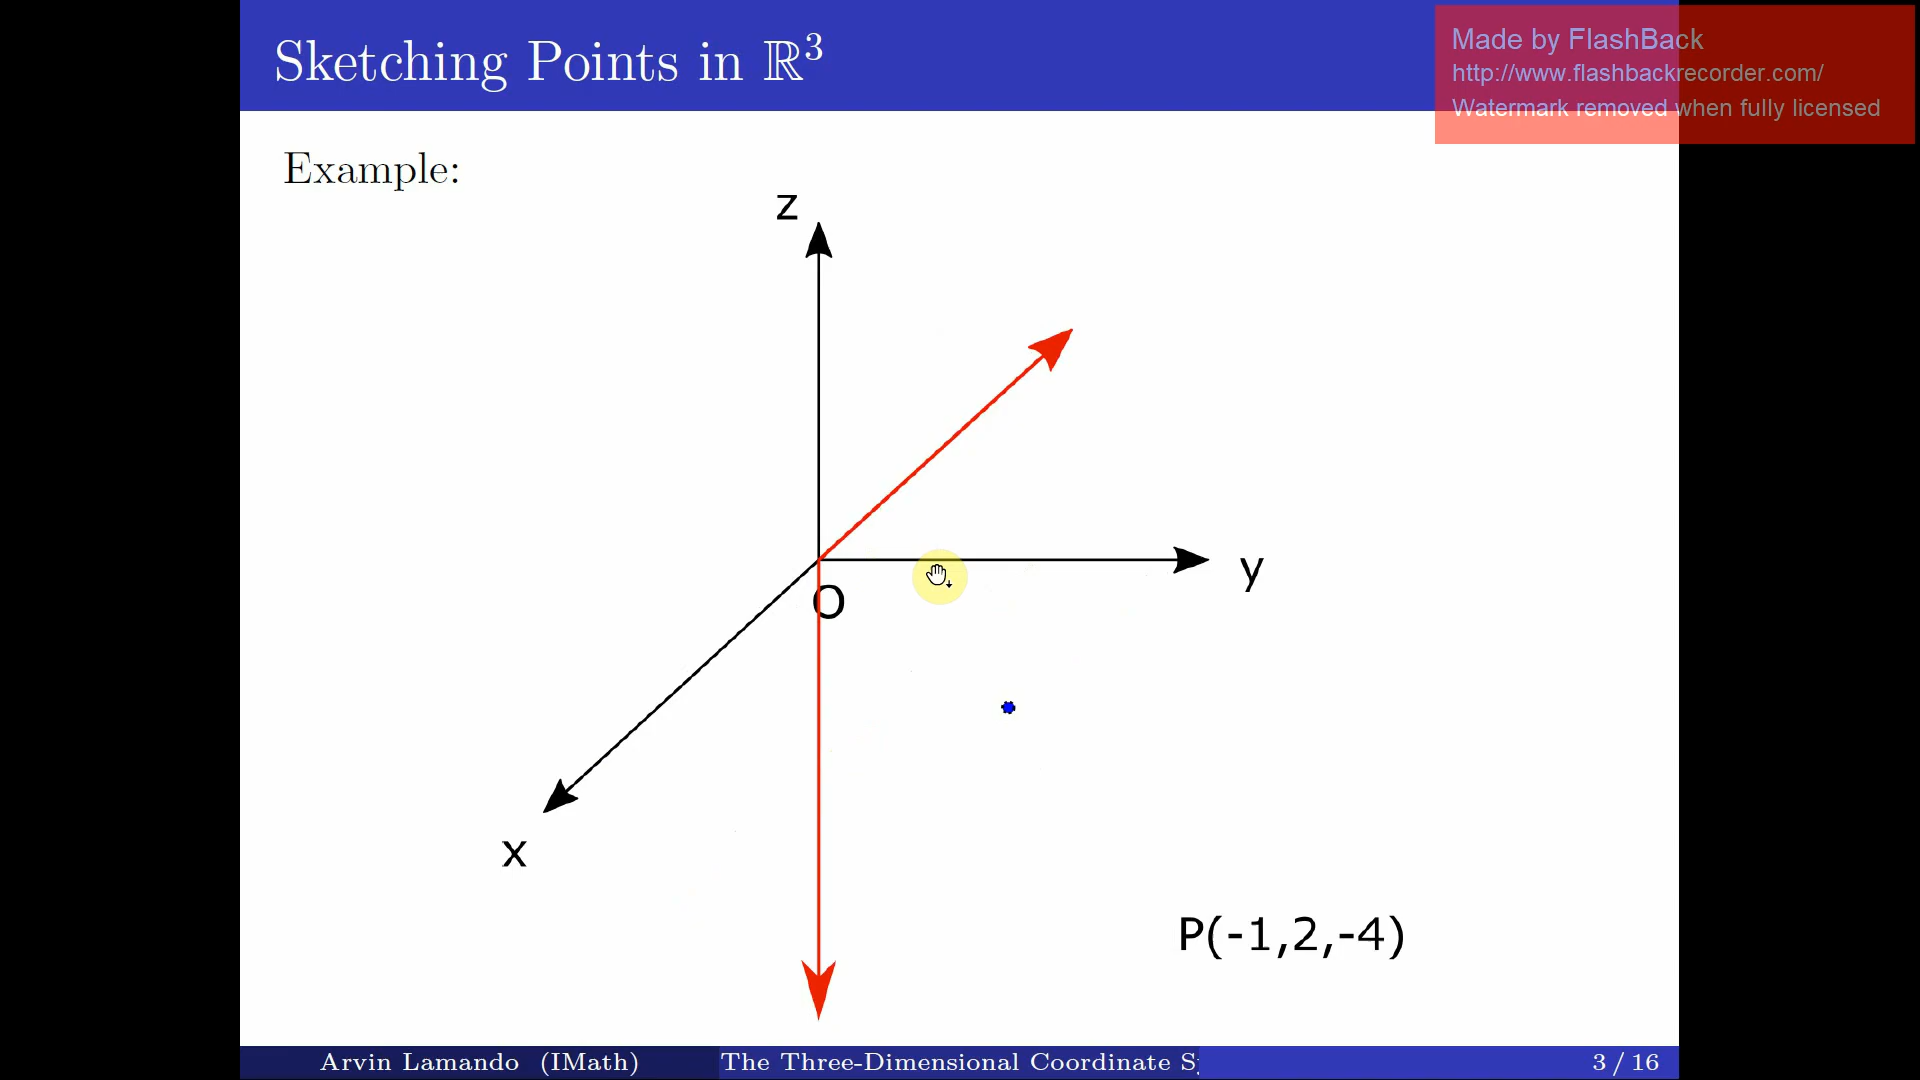 Sketching Points in ℝ³
Made by FlashBack
http://www.flashbackrecorder.com/
Watermark removed when fully licensed
Example:
z
y
O
x
P(-1,2,-4)
Arvin Lamando (IMath)
The Three-Dimensional Coordinate S
3 / 16